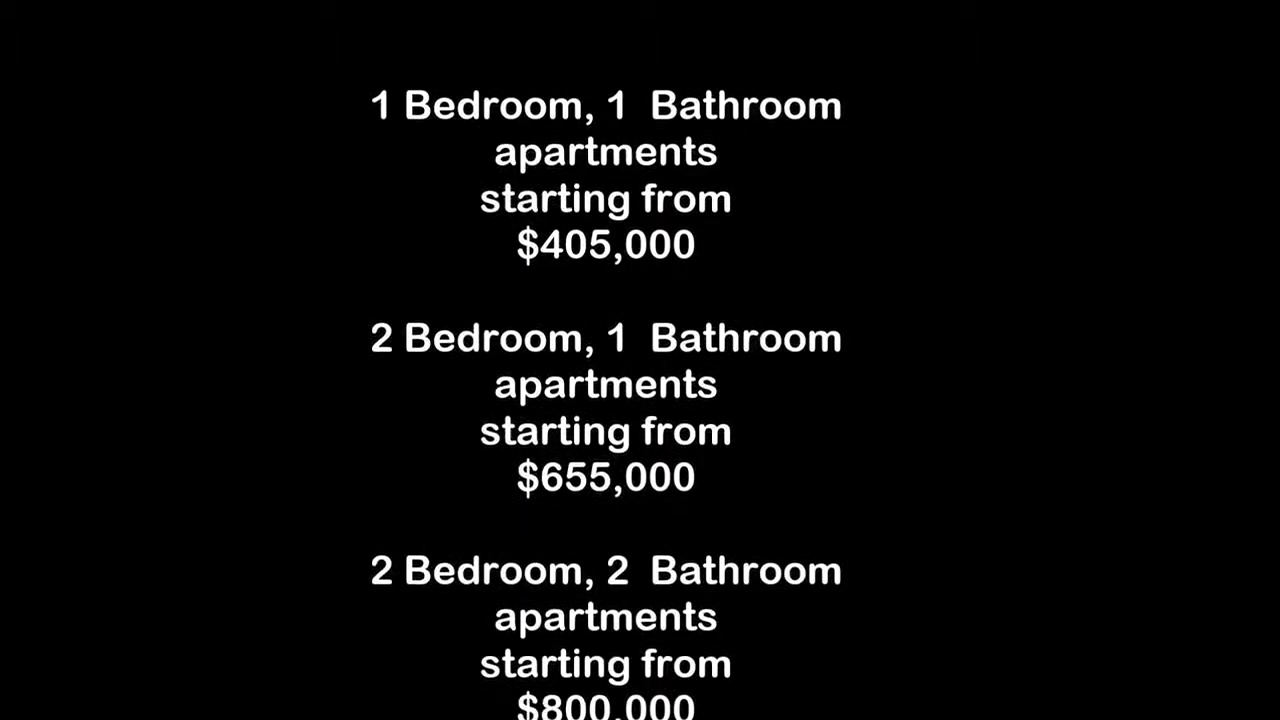 1 Bedroom, 1 Bathroom
apartments
starting from
$405,000
2 Bedroom, 1 Bathroom
apartments
starting from
$655,000
2 Bedroom, 2 Bathroom
apartments
starting from
$800,000